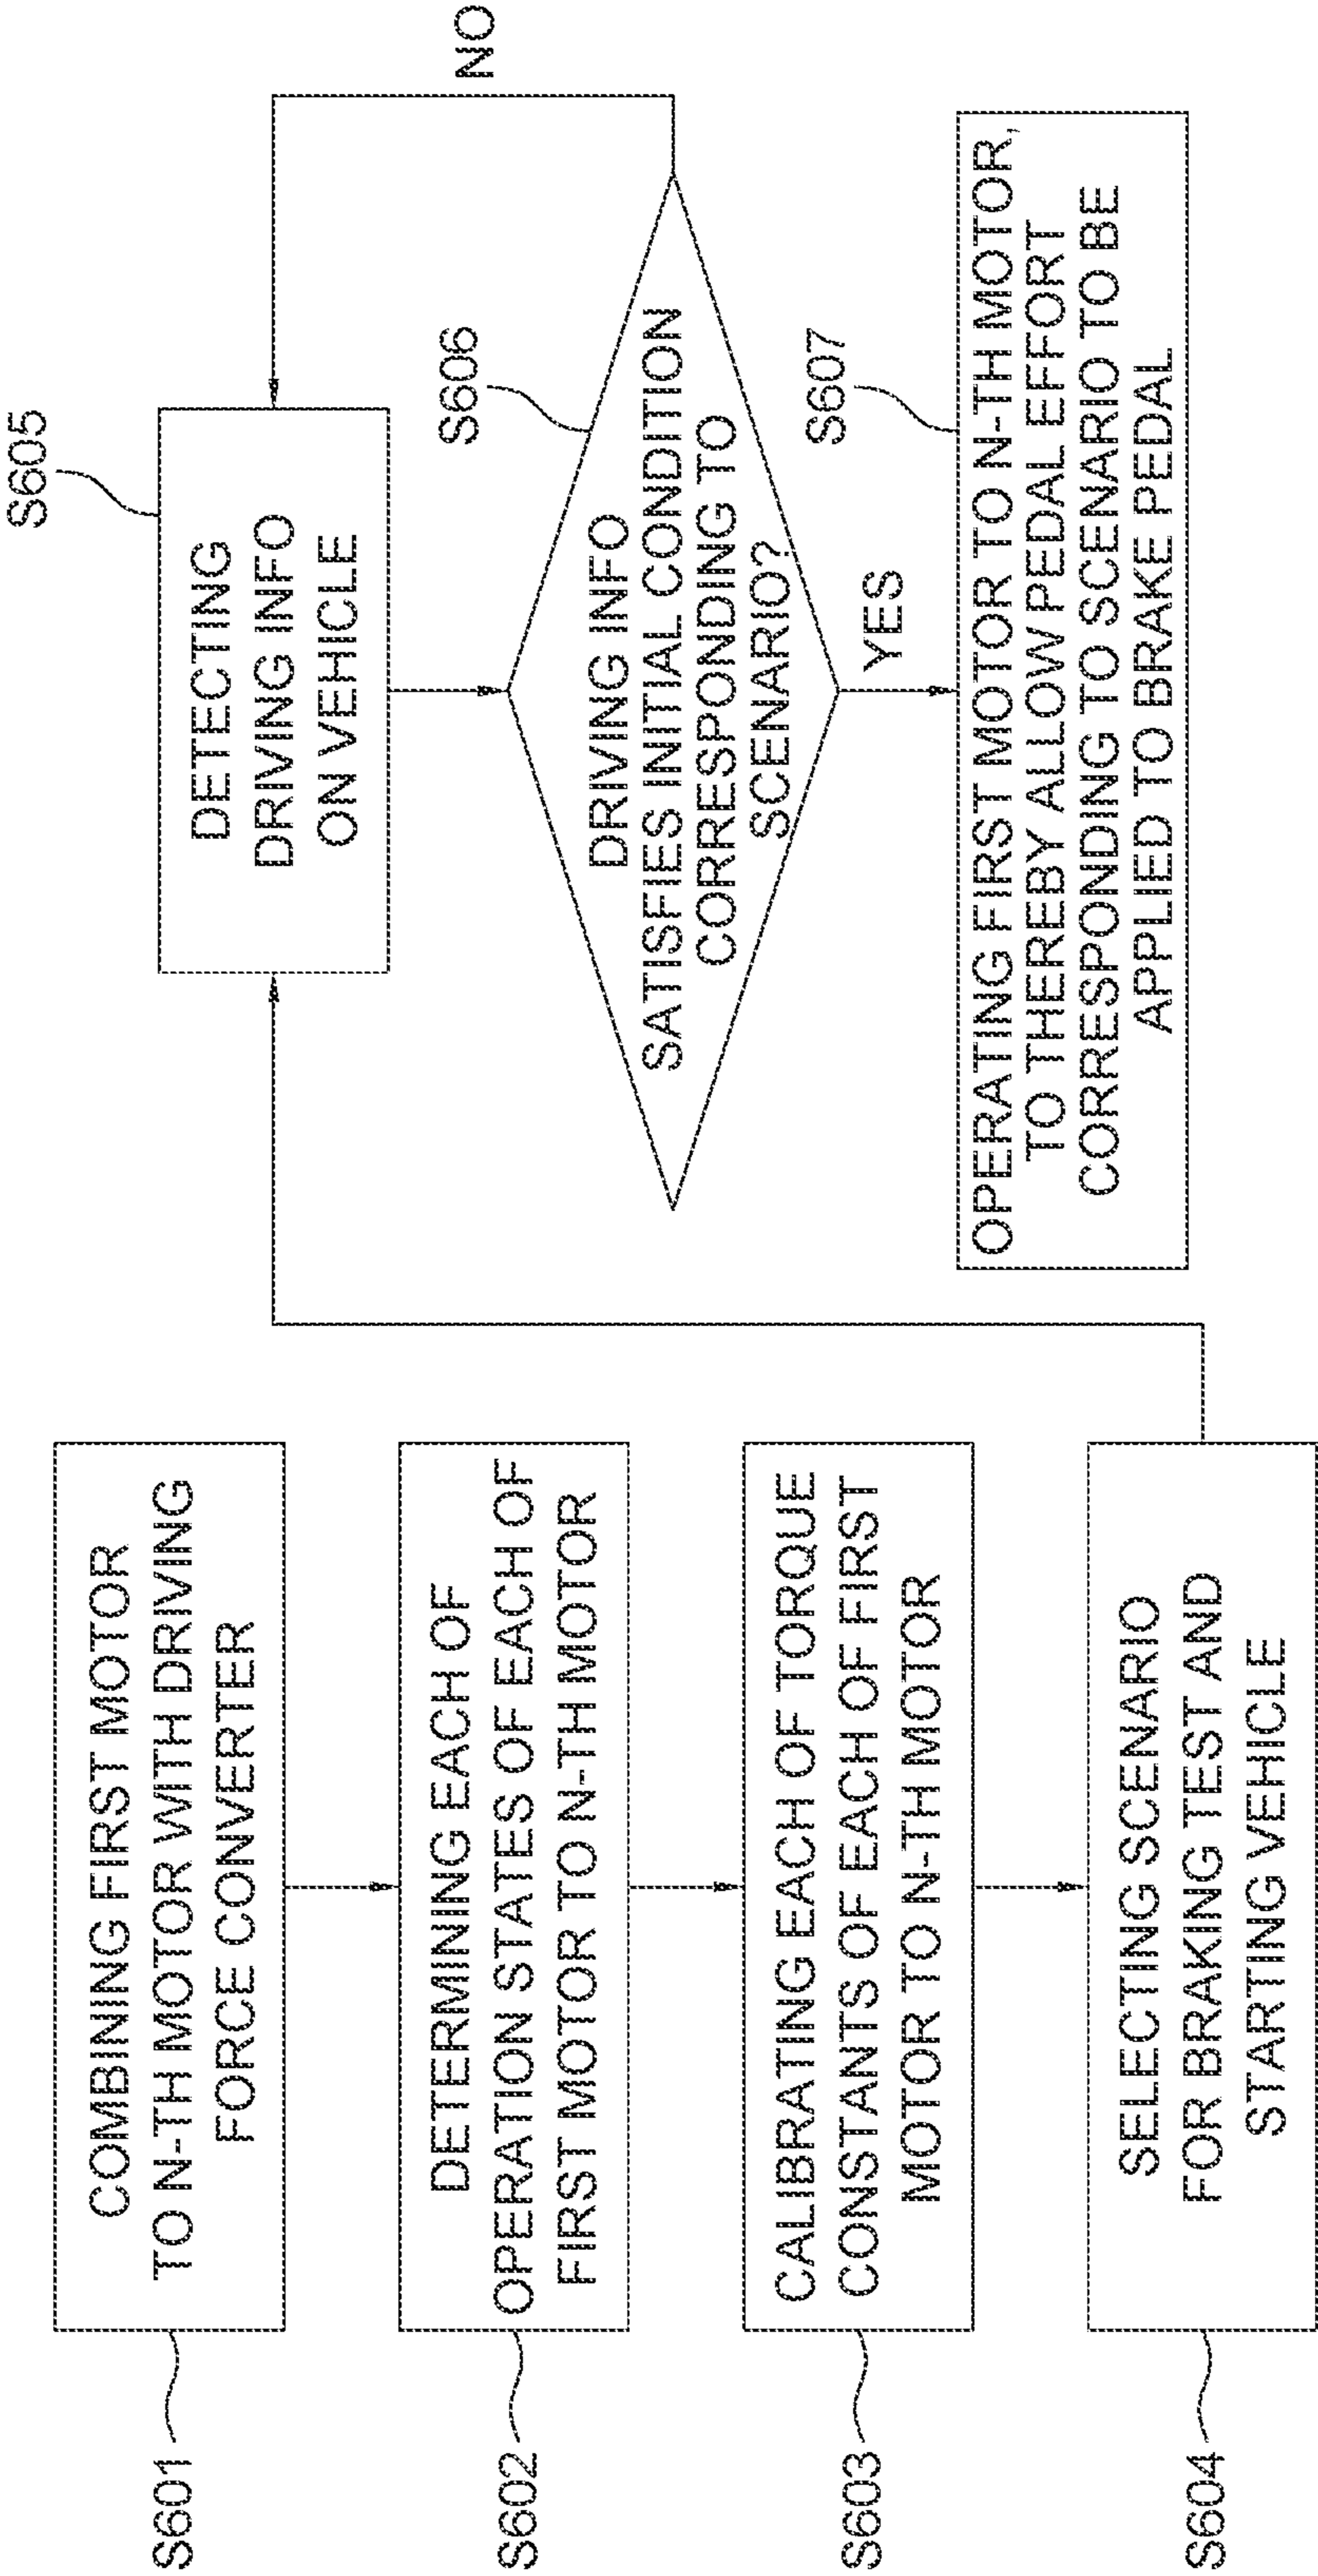 S601
COMBINING FIRST MOTOR
TO N-TH MOTOR WITH DRIVING
FORCE CONVERTER
S602
DETERMINING EACH OF
OPERATION STATES OF EACH OF
FIRST MOTOR TO N-TH MOTOR
S603
CALIBRATING EACH OF TORQUE
CONSTANTS OF EACH OF FIRST
MOTOR TO N-TH MOTOR
S604
SELECTING SCENARIO
FOR BRAKING TEST AND
STARTING VEHICLE
S605
DETECTING
DRIVING INFO
ON VEHICLE
S606
DRIVING INFO
SATISFIES INITIAL CONDITION
CORRESPONDING TO
SCENARIO?
NO
YES
S607
OPERATING FIRST MOTOR TO N-TH MOTOR,
TO THEREBY ALLOW PEDAL EFFORT
CORRESPONDING TO SCENARIO TO BE
APPLIED TO BRAKE PEDAL